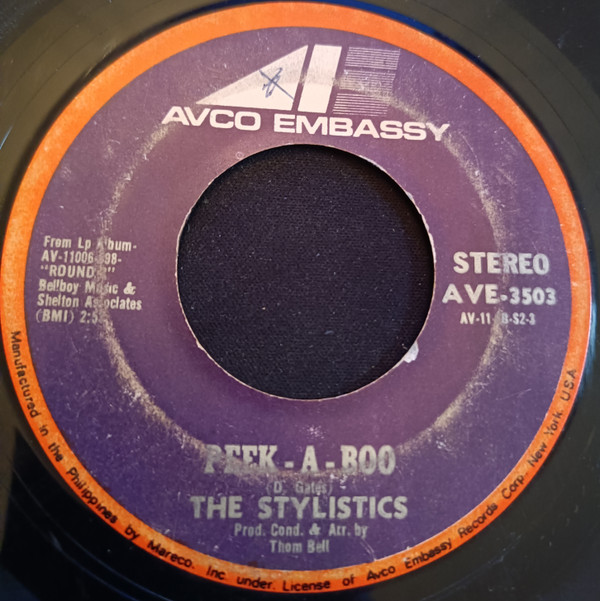 AVCO EMBASSY
From Lp Album-
AV-11006-698-
"ROUND
Bellboy Music &
Shelton Associates
(BMI)
STEREO
AVE-3503
PEEK-A-BOO
(D. Gates)
THE STYLISTICS
Prod. Cond. & Arr. by
Thom Bell
Manufactured in the Philippines by Mareco. Inc. under. License of Avco Embassy Records Corp. New York U.S.A.